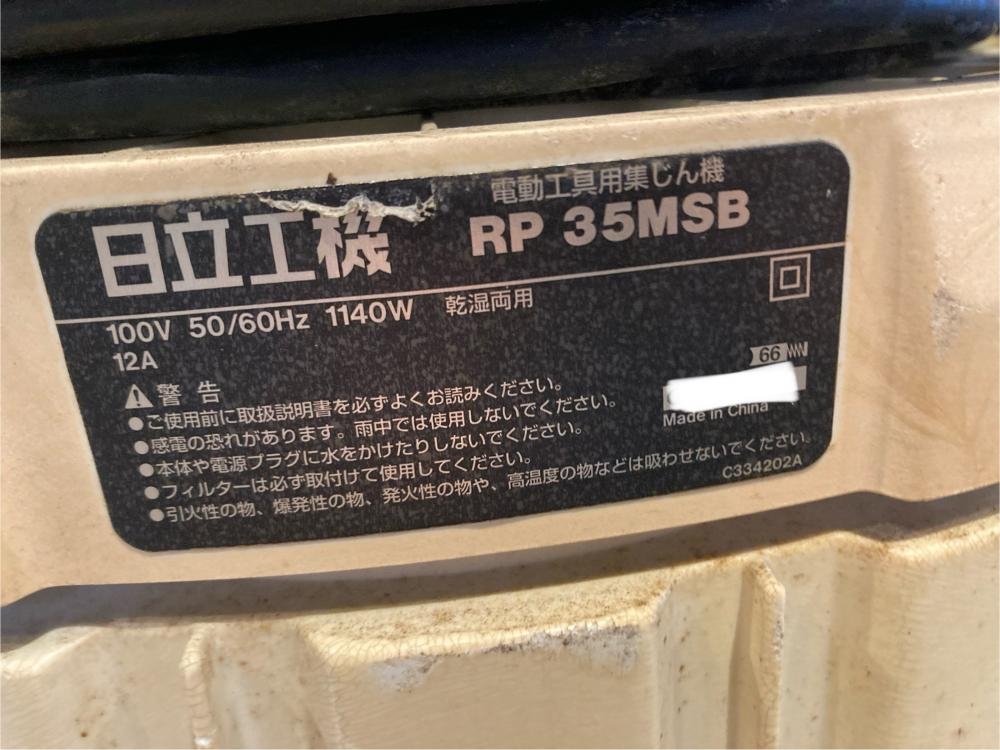 電動工具用集じん機
日立工機 RP 35MSB
100V 50/60Hz 1140W 乾湿両用
12A
66
警告
●ご使用前に取扱説明書を必ずよくお読みください。
●感電の恐れがあります。雨中では使用しないでください。
●本体や電源プラグに水をかけたりしないでください。
●フィルターは必ず取付けて使用してください。
●引火性の物、爆発性の物、発火性の物や、高温度の物などは吸わせないでください。
Made in China
C334202A